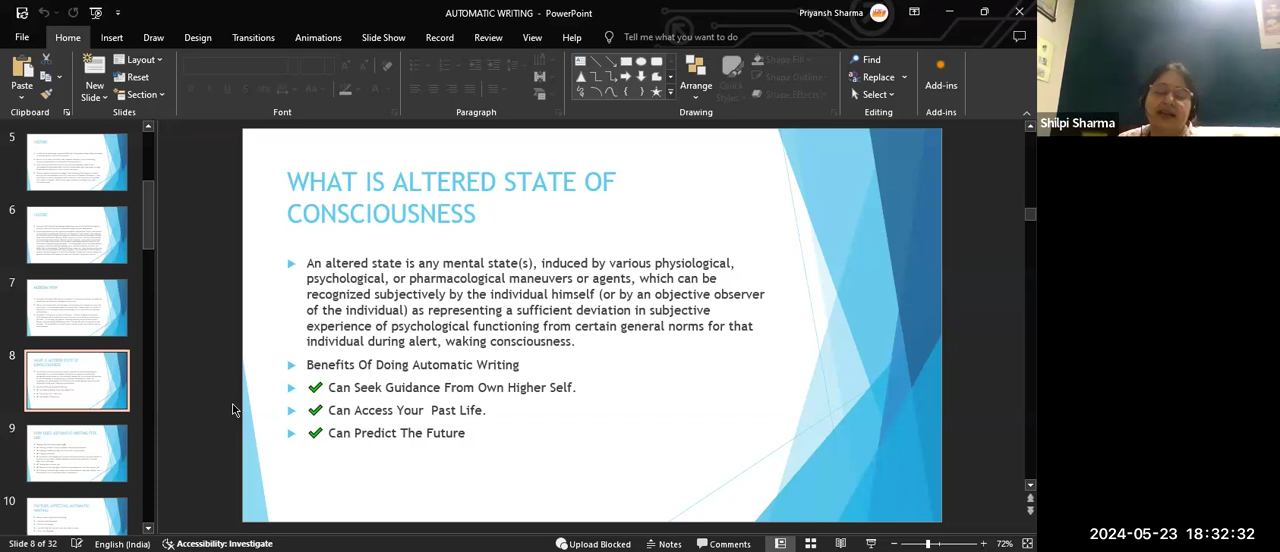 AUTOMATIC WRITING - PowerPoint
Priyansh Sharma
File Home Insert Draw Design Transitions Animations Slide Show Record Review View Help Tell me what you want to do
Paste
New Slide
Layout
Reset
Section
Arrange
Quick Styles
Shape Fill
Shape Outline
Shape Effects
Find
Replace
Select
Add-ins
Clipboard Slides Font Paragraph Drawing Editing Add-ins
Shilpi Sharma
5
6
7
8
9
10
WHAT IS ALTERED STATE OF
CONSCIOUSNESS
An altered state is any mental state(s), induced by various physiological,
psychological, or pharmacological maneuvers or agents, which can be
recognized subjectively by the individual himself (or by an objective observer
of the individual) as representing a sufficient deviation in subjective
experience of psychological functioning from certain general norms for that
individual during alert, waking consciousness.
Benefits Of Doing Automatic Writing
✔ Can Seek Guidance From Own Higher Self.
✔ Can Access Your Past Life.
✔ Can Predict The Future
Slide 8 of 32 English (India) Accessibility: Investigate Upload Blocked Notes Comments 72%
2024-05-23 18:32:32